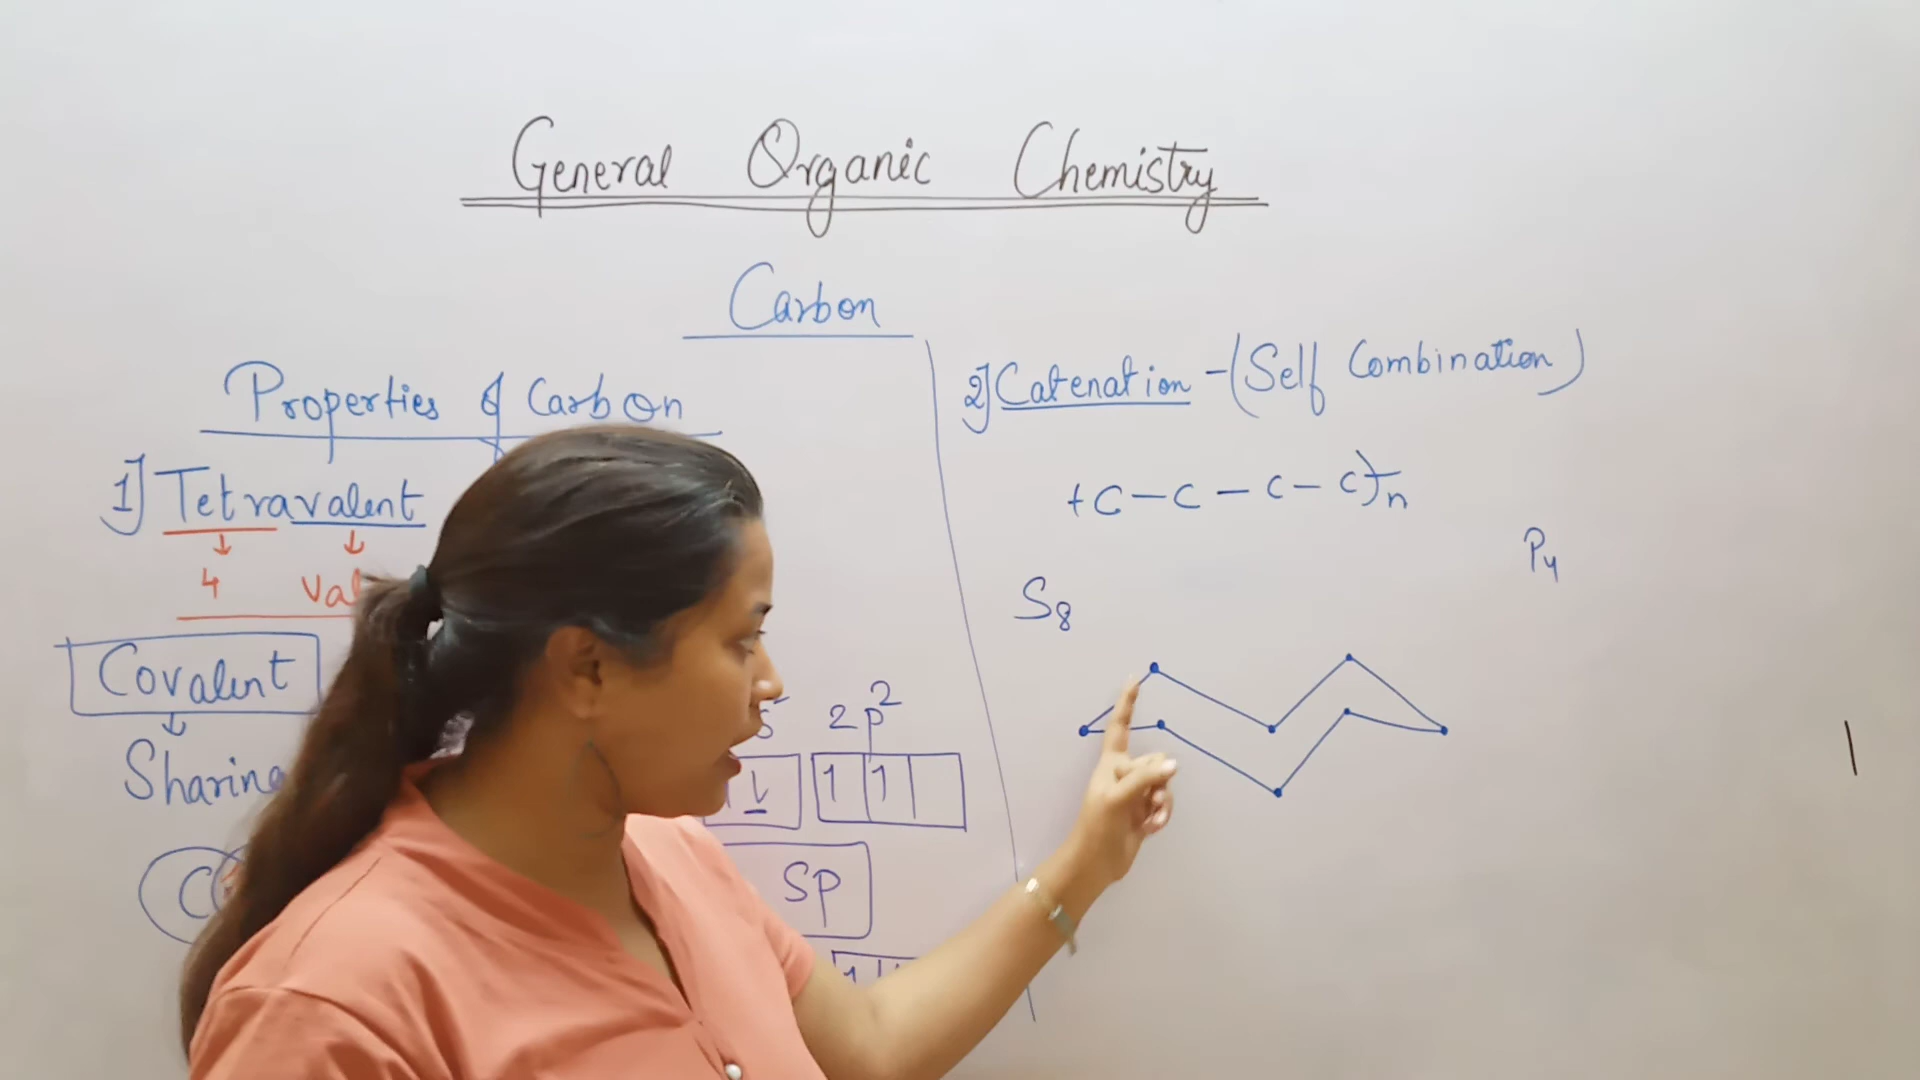 General Organic Chemistry
Carbon
Properties of Carbon
1] Tetravalent
4
Covalent
Sharing
2p²
1 1
SP
2] Catenation - (Self Combination)
+C-C-C-C)n
P4
S8